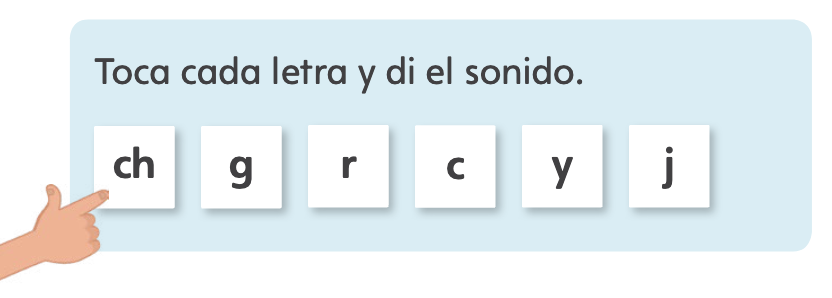 Toca cada letra y di el sonido.
ch g r c y j